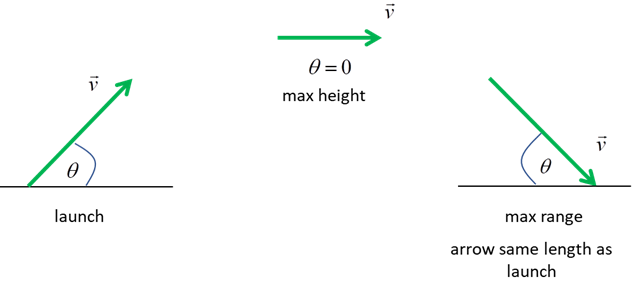 v⃗
θ
launch
v⃗
θ = 0
max height
v⃗
θ
max range
arrow same length as
launch